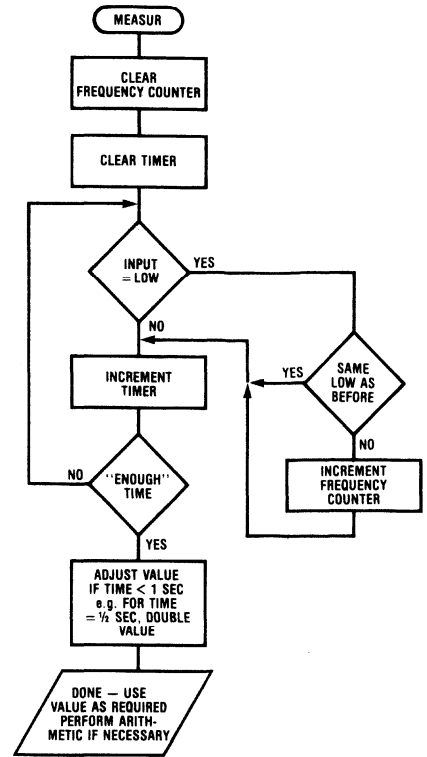 MEASUR
CLEAR
FREQUENCY COUNTER
CLEAR TIMER
INPUT
= LOW
YES
NO
SAME
LOW AS
BEFORE
YES
NO
INCREMENT
TIMER
INCREMENT
FREQUENCY
COUNTER
"ENOUGH"
TIME
NO
YES
ADJUST VALUE
IF TIME < 1 SEC
e.g. FOR TIME
= ½ SEC, DOUBLE
VALUE
DONE — USE
VALUE AS REQUIRED
PERFORM ARITH-
METIC IF NECESSARY